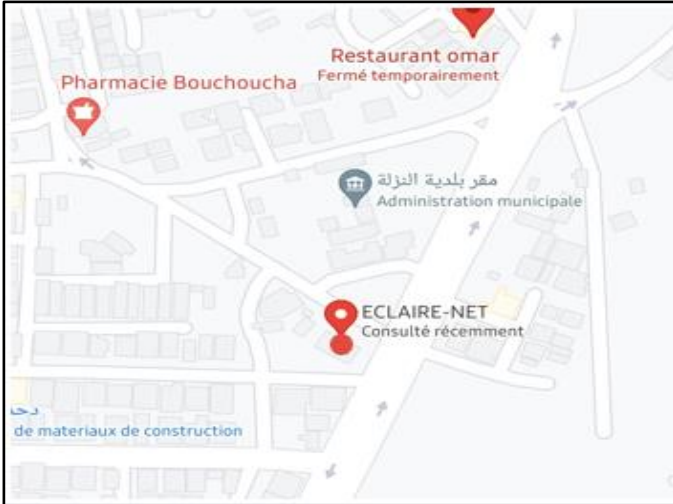 Restaurant omar
Fermé temporairement
Pharmacie Bouchoucha
مقر بلدية النزلة
Administration municipale
ECLAIRE-NET
Consulté récemment
de materiaux de construction